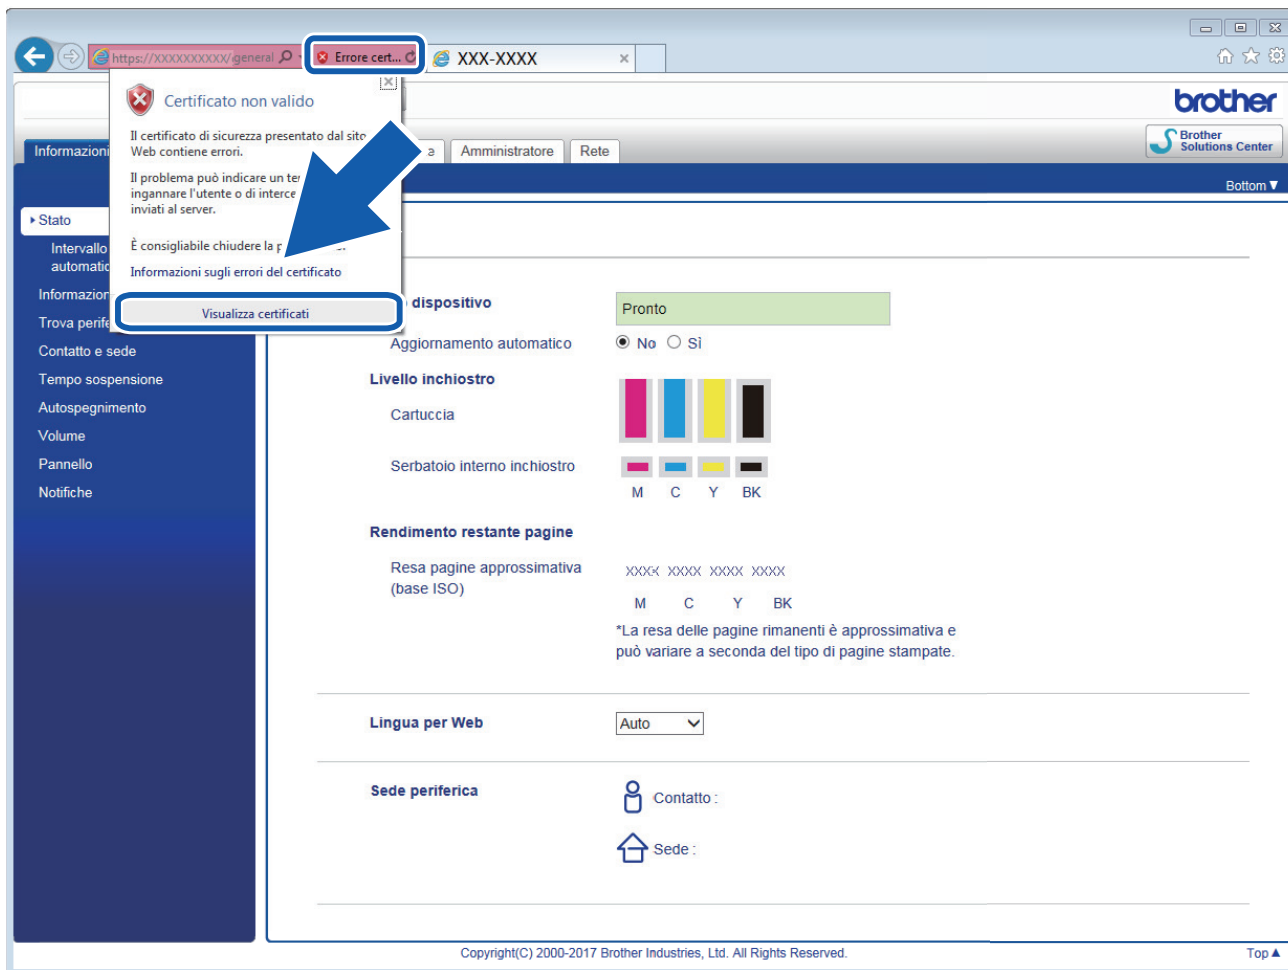 https://XXXXXXXXXX/general
Errore cert...
XXX-XXXX
Certificato non valido
brother
Il certificato di sicurezza presentato dal sito
Web contiene errori.
Brother
Solutions Center
Informazioni
Amministratore
Rete
Il problema può indicare un
ingannare l'utente o di
inviati al server.
Bottom▼
Stato
È consigliabile chiudere la
Intervallo
Informazioni sugli errori del certificato
Visualizza certificati
dispositivo
Pronto
Trova
Contatto e sede
Aggiornamento automatico
No
Sì
Tempo sospensione
Livello inchiostro
Autospegnimento
Cartuccia
Volume
Pannello
Serbatoio interno inchiostro
Notifiche
M C Y BK
Rendimento restante pagine
Resa pagine approssimativa
(base ISO)
XXXX XXXX XXXX XXXX
M C Y BK
*La resa delle pagine rimanenti è approssimativa e
può variare a seconda del tipo di pagine stampate.
Lingua per Web
Auto
Sede periferica
Contatto :
Sede :
Copyright(C) 2000-2017 Brother Industries, Ltd. All Rights Reserved.
Top▲